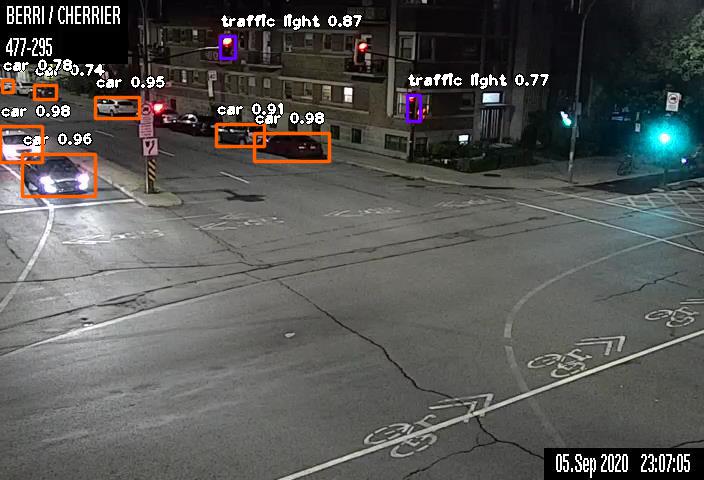 BERRI / CHERRIER
477-295
traffic light 0.87
traffic light 0.77
car 0.78
car 0.74
car 0.95
car 0.98
car 0.91
car 0.98
car 0.96
05.Sep 2020 23:07:05